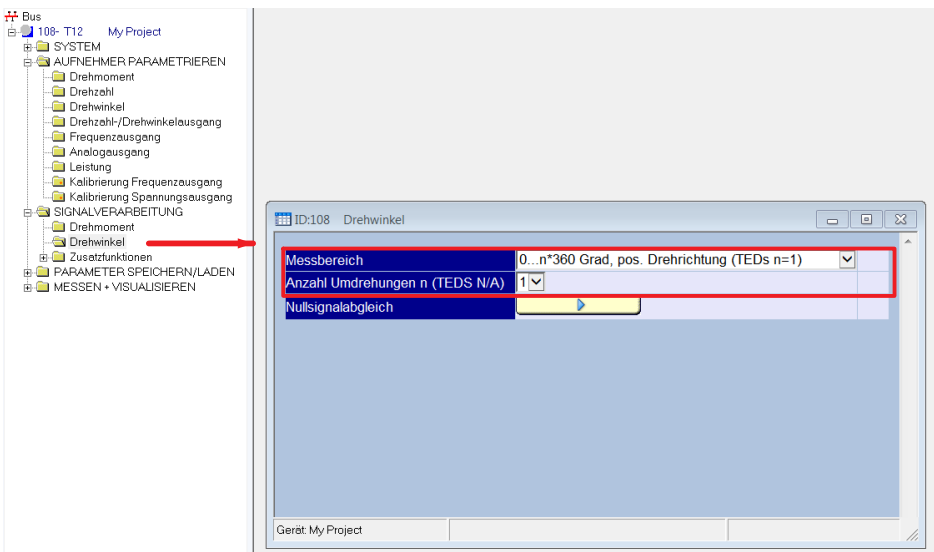 Bus
108- T12 My Project
SYSTEM
AUFNEHMER PARAMETRIEREN
Drehmoment
Drehzahl
Drehwinkel
Drehzahl-/Drehwinkelausgang
Frequenzausgang
Analogausgang
Leistung
Kalibrierung Frequenzausgang
Kalibrierung Spannungsausgang
SIGNALVERARBEITUNG
Drehmoment
Drehwinkel
Zusatzfunktionen
PARAMETER SPEICHERN/LADEN
MESSEN + VISUALISIEREN
ID:108 Drehwinkel
Messbereich 0...n*360 Grad, pos. Drehrichtung (TEDs n=1)
Anzahl Umdrehungen n (TEDS N/A) 1
Nullsignalabgleich
Gerät: My Project